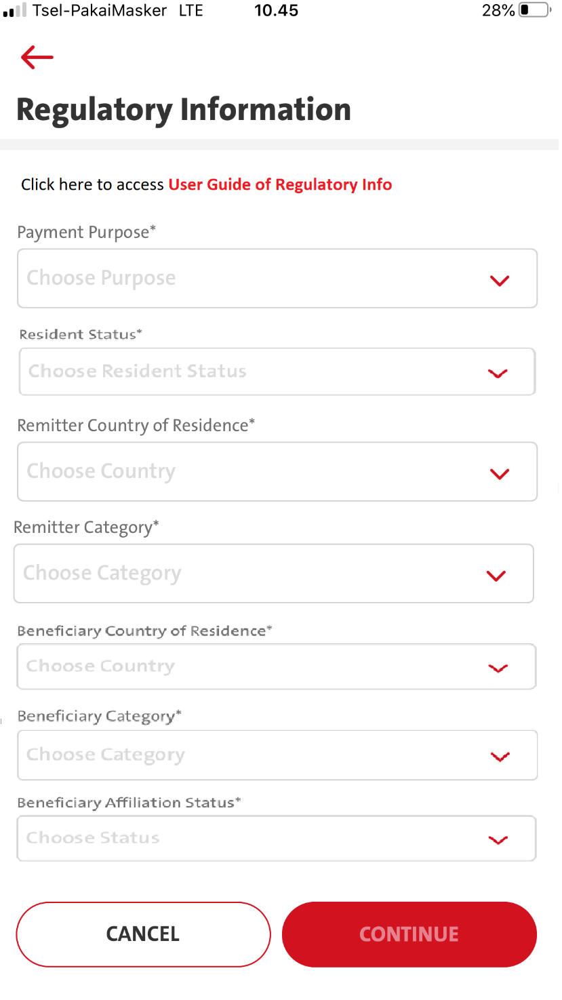 Tsel-PakaiMasker LTE 10.45 28%
Regulatory Information
Click here to access User Guide of Regulatory Info
Payment Purpose*
Choose Purpose
Resident Status*
Choose Resident Status
Remitter Country of Residence*
Choose Country
Remitter Category*
Choose Category
Beneficiary Country of Residence*
Choose Country
Beneficiary Category*
Choose Category
Beneficiary Affiliation Status*
Choose Status
CANCEL CONTINUE